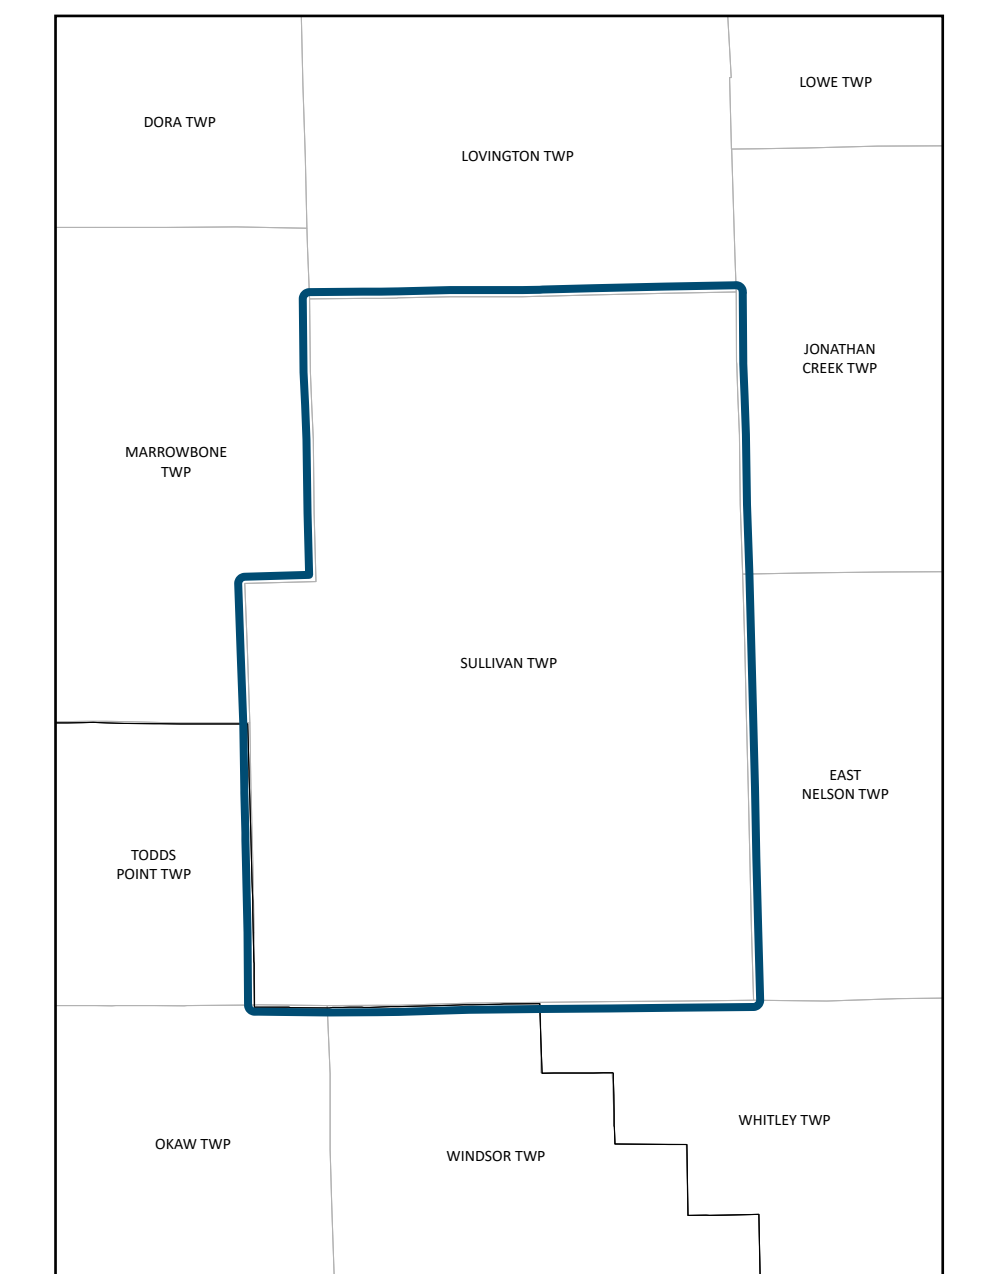 LOWE TWP
DORA TWP
LOVINGTON TWP
JONATHAN
CREEK TWP
MARROWBONE
TWP
SULLIVAN TWP
EAST
NELSON TWP
TODDS
POINT TWP
WHITLEY TWP
OKAW TWP
WINDSOR TWP